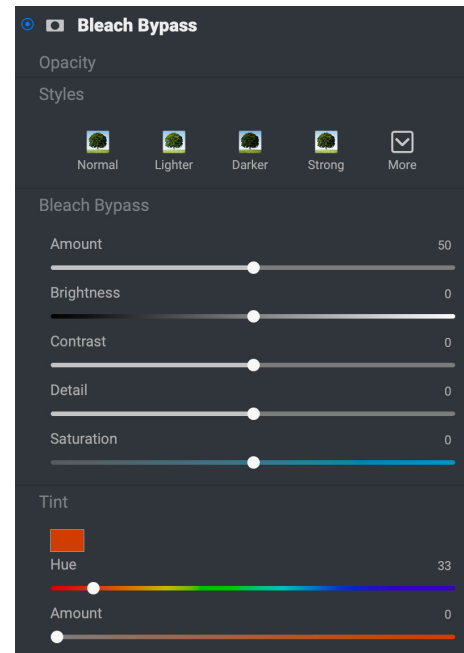 Bleach Bypass
Opacity
Styles
Normal Lighter Darker Strong More
Bleach Bypass
Amount 50
Brightness 0
Contrast 0
Detail 0
Saturation 0
Tint
Hue 33
Amount 0